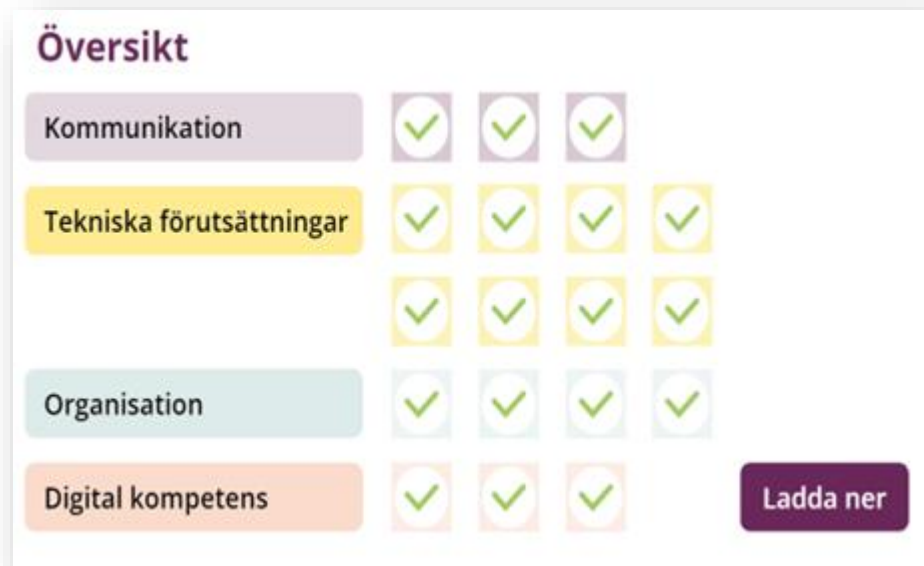 Översikt
Kommunikation
Tekniska förutsättningar
Organisation
Digital kompetens
Ladda ner